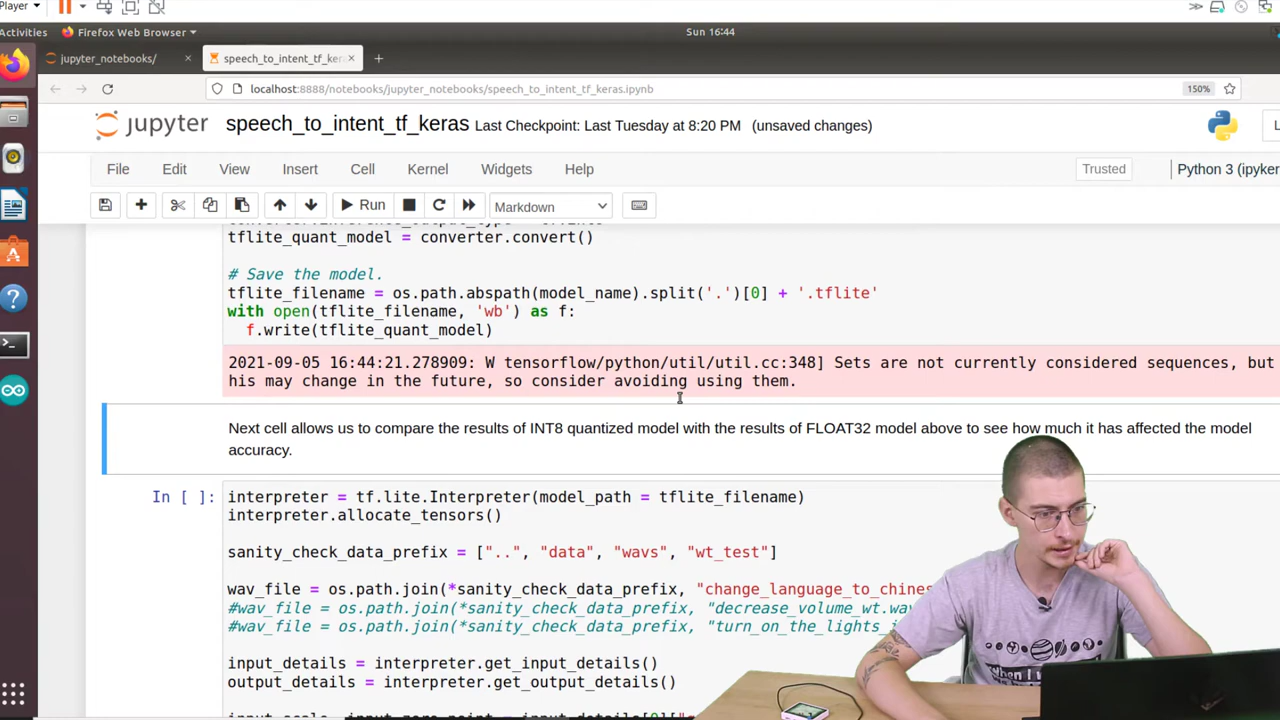 Player
Activities
Firefox Web Browser
Sun 16:44
jupyter_notebooks/
speech_to_intent_tf_ker
localhost:8888/notebooks/jupyter_notebooks/speech_to_intent_tf_keras.ipynb
150%
jupyter
speech_to_intent_tf_keras Last Checkpoint: Last Tuesday at 8:20 PM (unsaved changes)
File Edit View Insert Cell Kernel Widgets Help
Trusted
Python 3 (ipyker
Run
Markdown
tflite_quant_model = converter.convert()
# Save the model.
tflite_filename = os.path.abspath(model_name).split('.')[0] + '.tflite'
with open(tflite_filename, 'wb') as f:
f.write(tflite_quant_model)
2021-09-05 16:44:21.278909: W tensorflow/python/util/util.cc:348] Sets are not currently considered sequences, but
his may change in the future, so consider avoiding using them.
Next cell allows us to compare the results of INT8 quantized model with the results of FLOAT32 model above to see how much it has affected the model
accuracy.
In [ ]:
interpreter = tf.lite.Interpreter(model_path = tflite_filename)
interpreter.allocate_tensors()
sanity_check_data_prefix = ["..", "data", "wavs", "wt_test"]
wav_file = os.path.join(*sanity_check_data_prefix, "change_language_to_chines
#wav_file = os.path.join(*sanity_check_data_prefix, "decrease_volume_wt.wav
#wav_file = os.path.join(*sanity_check_data_prefix, "turn_on_the_lights_i
input_details = interpreter.get_input_details()
output_details = interpreter.get_output_details()